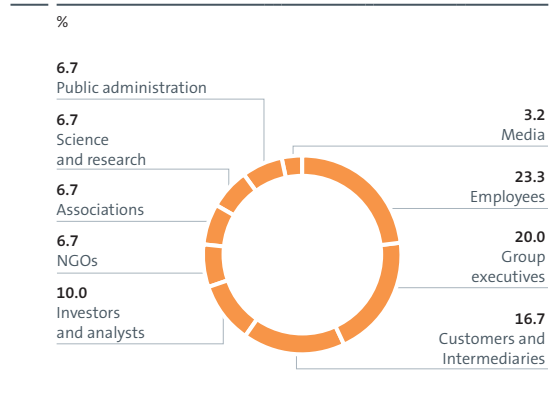 %
6.7
Public administration
6.7
Science
and research
6.7
Associations
6.7
NGOs
10.0
Investors
and analysts
3.2
Media
23.3
Employees
20.0
Group
executives
16.7
Customers and
Intermediaries